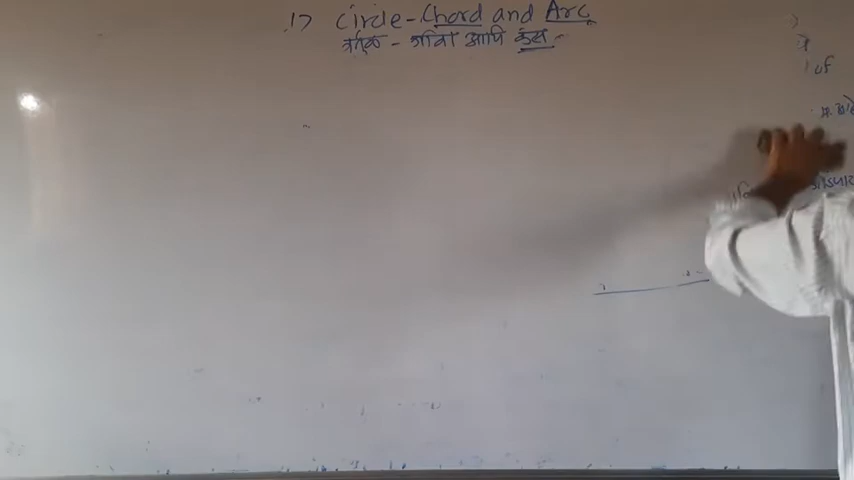 17 Circle - Chord and Arc
वर्तुळ - जीवा आणि कंस
of